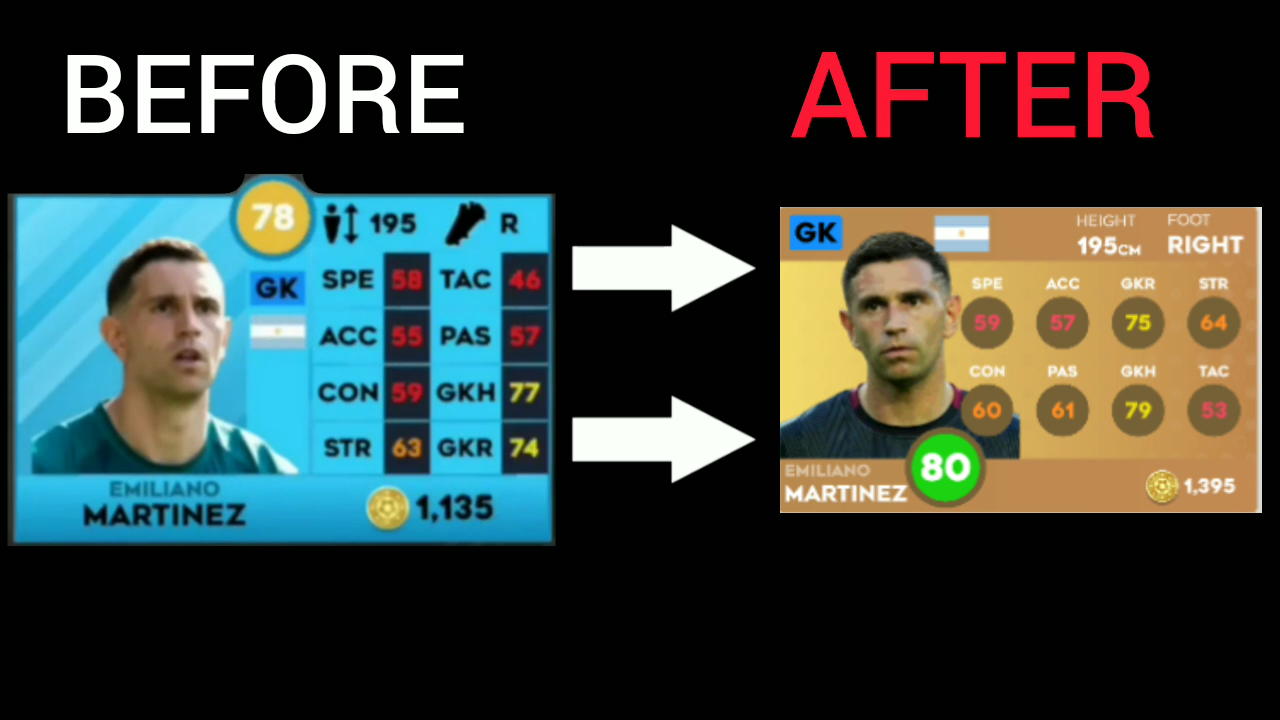 BEFORE
AFTER
78
195 R
GK
SPE 58 TAC 46
ACC 55 PAS 57
CON 59 GKH 77
STR 63 GKR 74
EMILIANO
MARTINEZ
1,135
GK
HEIGHT FOOT
195CM RIGHT
SPE ACC GKR STR
59 57 75 64
CON PAS GKH TAC
60 61 79 53
80
EMILIANO
MARTINEZ
1,395